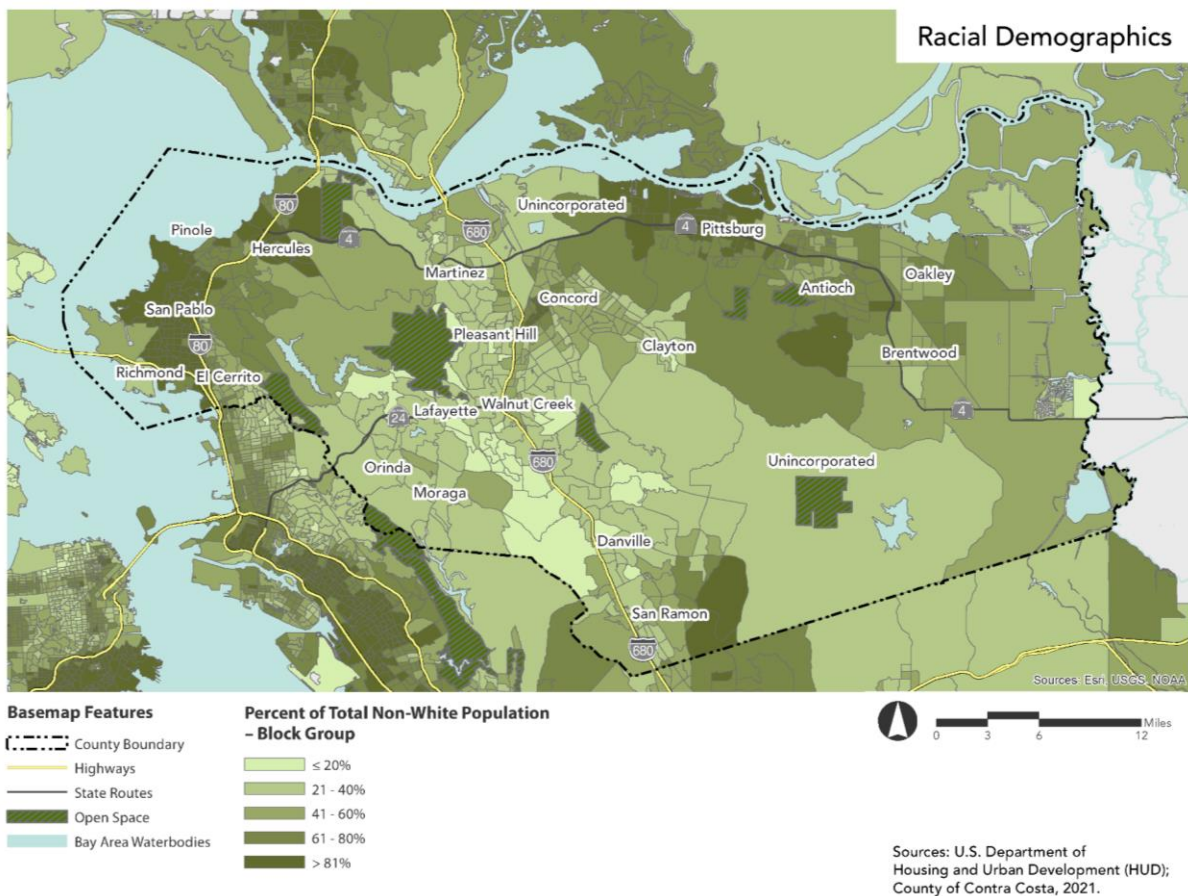 Racial Demographics
Unincorporated
80
Pinole
680
4
Pittsburg
Hercules
4
Martinez
Oakley
Antioch
Concord
San Pablo
Pleasant Hill
80
Clayton
Brentwood
Richmond
El Cerrito
Walnut Creek
24
Lafayette
4
680
Unincorporated
Orinda
Moraga
Danville
San Ramon
680
Sources: Esri, USGS, NOAA
Basemap Features
County Boundary
Highways
State Routes
Open Space
Bay Area Waterbodies
Percent of Total Non-White Population
– Block Group
≤ 20%
21 - 40%
41 - 60%
61 - 80%
> 81%
Miles
0 3 6 12
Sources: U.S. Department of
Housing and Urban Development (HUD);
County of Contra Costa, 2021.